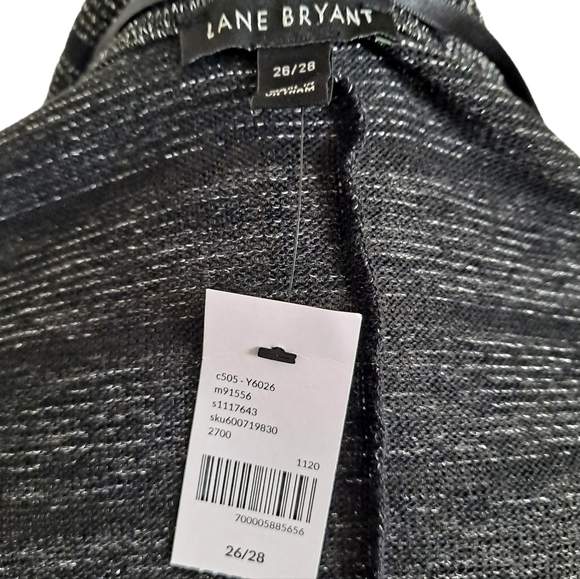 LANE BRYANT
26/28
c505 - Y6026
m91556
s1117643
sku600719830
2700
1120
700005885656
26/28